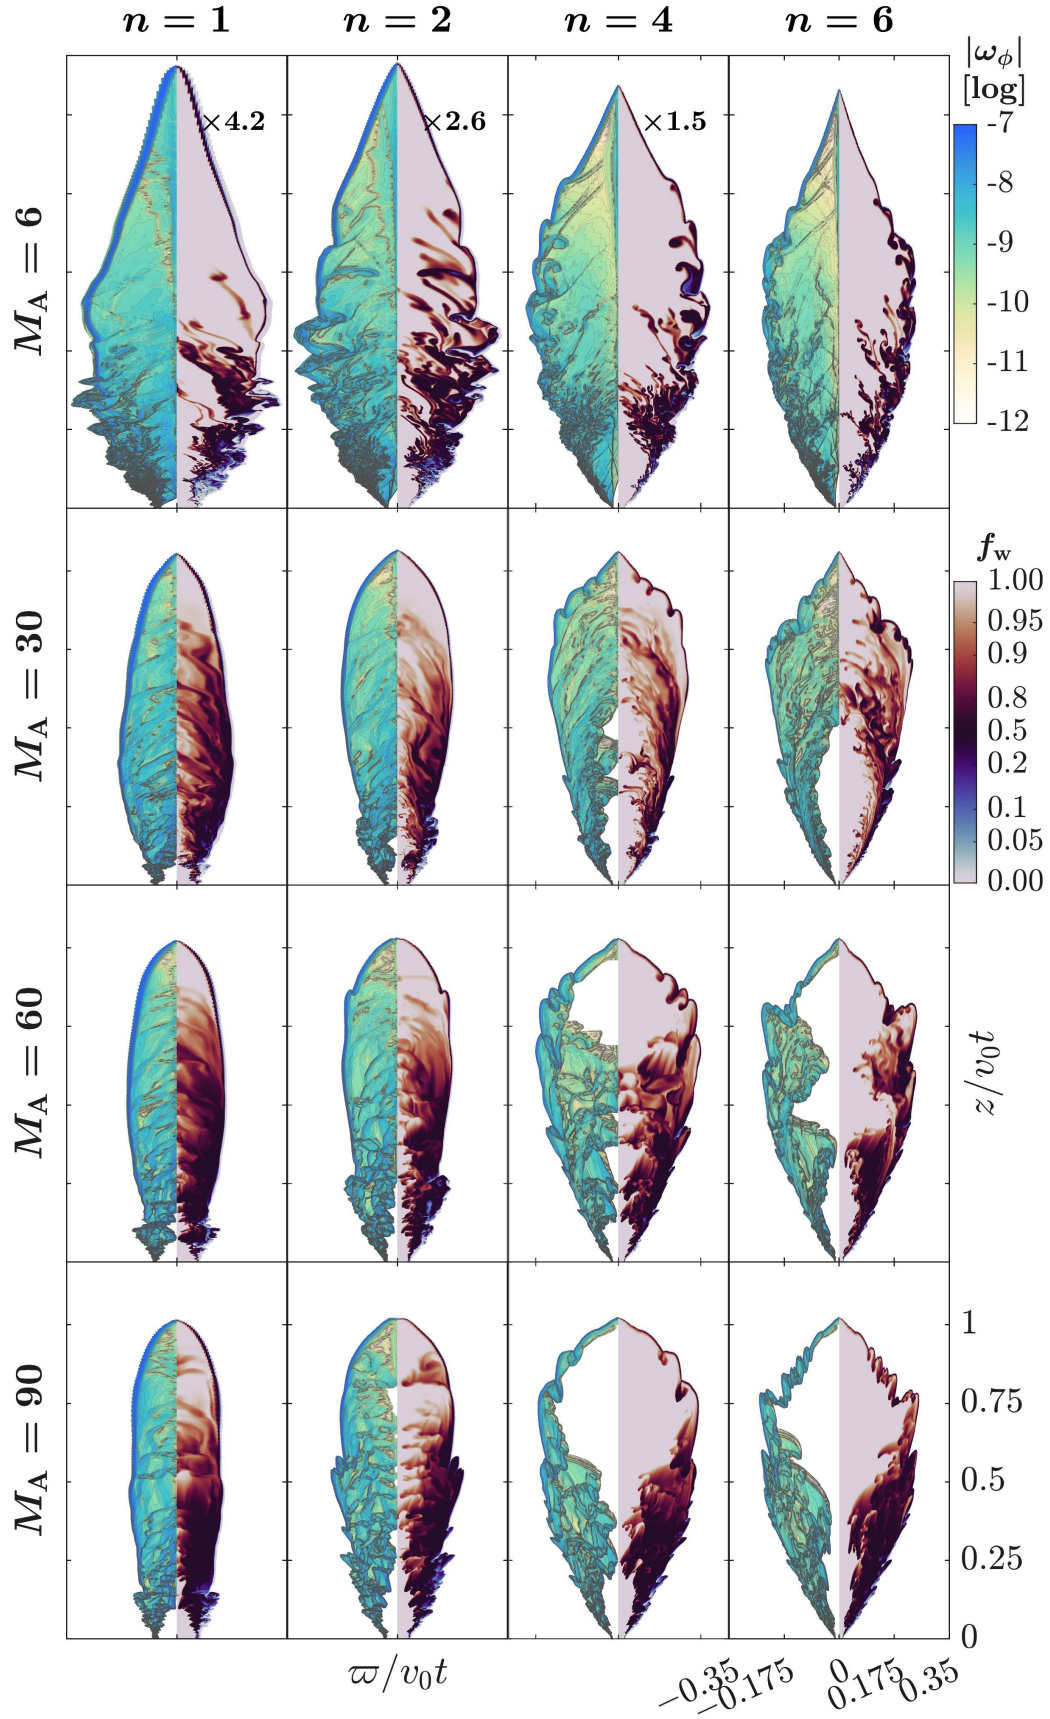 n = 1 n = 2 n = 4 n = 6
|ω_ϕ|
[log]
×4.2 ×2.6 ×1.5
-7
-8
-9
-10
-11
-12
M_A = 6
f_w
1.00
0.95
0.9
0.8
0.5
0.2
0.1
0.05
0.00
M_A = 30
M_A = 60
z/v₀t
M_A = 90
1
0.75
0.5
0.25
0
ϖ/v₀t
−0.35 −0.175 0 0.175 0.35